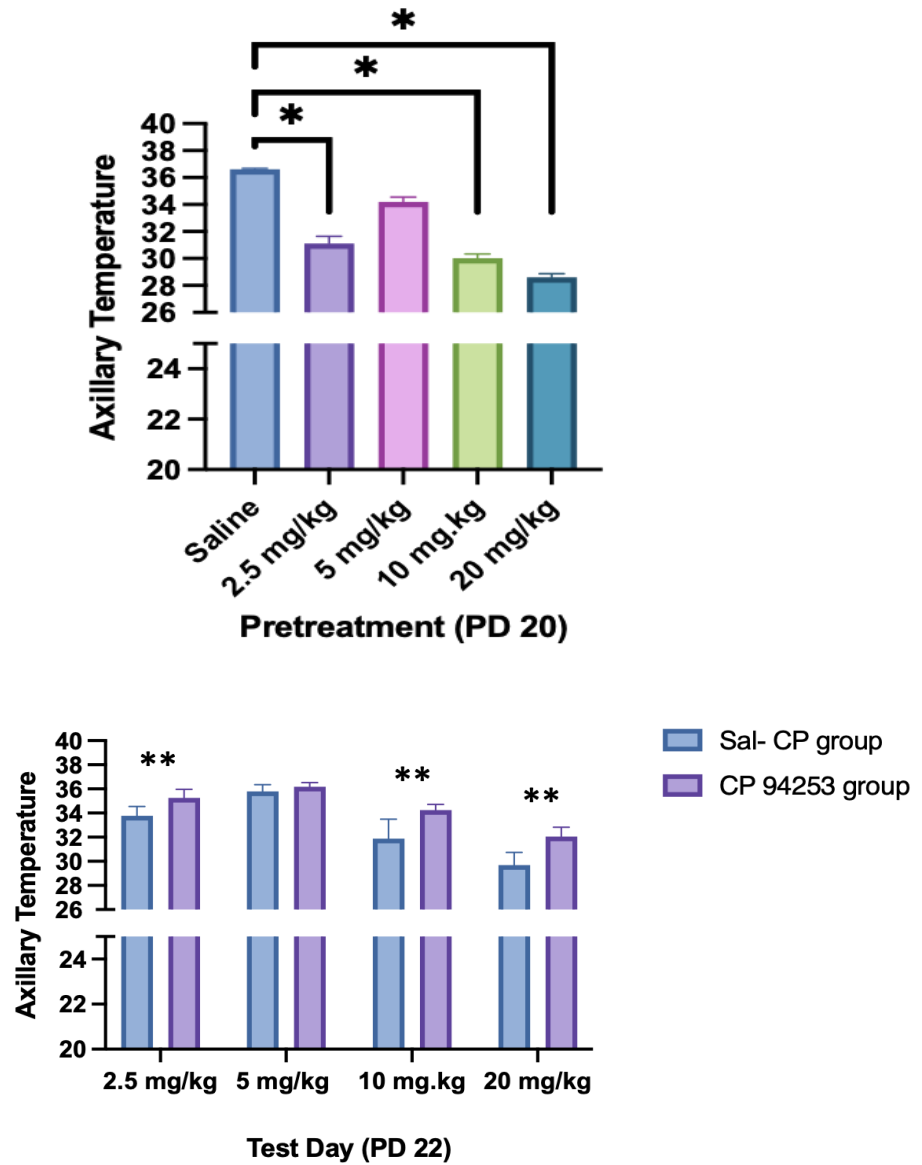 *
*
*
40
38
36
34
32
30
28
26
24
22
20
Axillary Temperature
Saline
2.5 mg/kg
5 mg/kg
10 mg.kg
20 mg/kg
Pretreatment (PD 20)
40
38
36
34
32
30
28
26
24
22
20
Axillary Temperature
**
**
**
Sal- CP group
CP 94253 group
2.5 mg/kg 5 mg/kg 10 mg.kg 20 mg/kg
Test Day (PD 22)